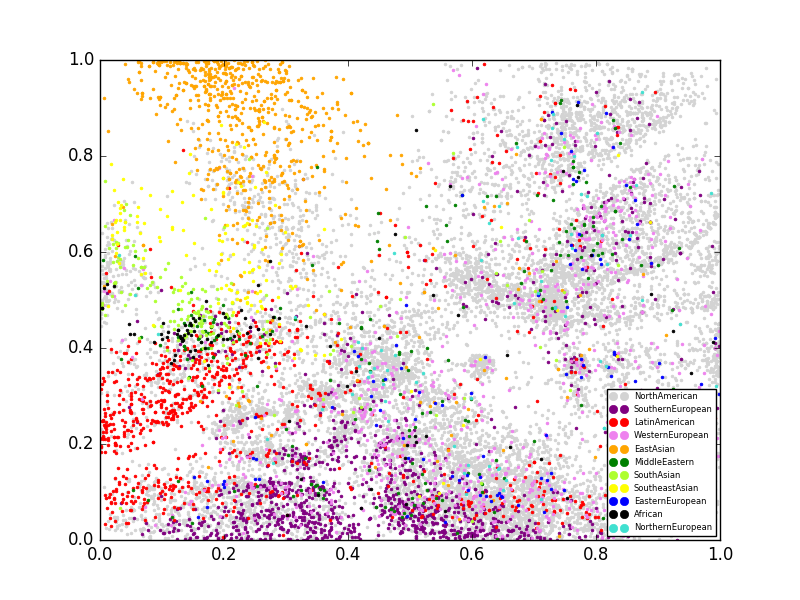 1.0
0.8
0.6
0.4
0.2
0.0
0.0 0.2 0.4 0.6 0.8 1.0
NorthAmerican
SouthernEuropean
LatinAmerican
WesternEuropean
EastAsian
MiddleEastern
SouthAsian
SoutheastAsian
EasternEuropean
African
NorthernEuropean